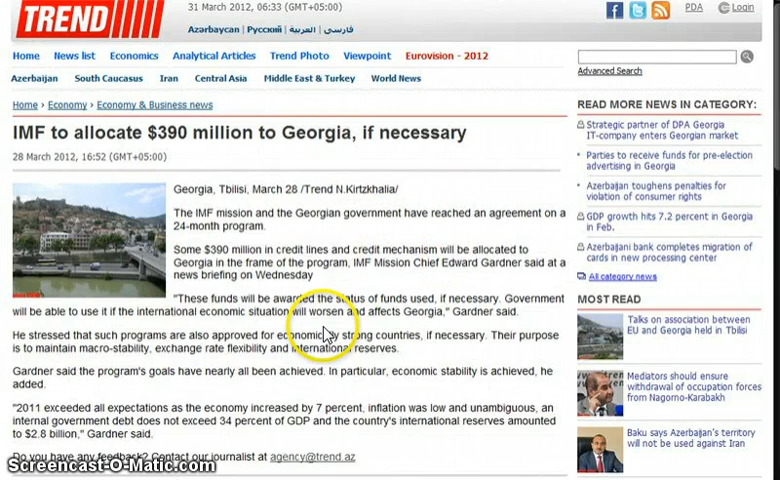 TREND
31 March 2012, 06:33 (GMT+05:00)
PDA
Login
Azərbaycan | Русский | العربية | فارسی
Home News list Economics Analytical Articles Trend Photo Viewpoint Eurovision - 2012
Azerbaijan South Caucasus Iran Central Asia Middle East & Turkey World News
Advanced Search
Home › Economy › Economy & Business news
IMF to allocate $390 million to Georgia, if necessary
28 March 2012, 16:52 (GMT+05:00)
Georgia, Tbilisi, March 28 /Trend N.Kirtzkhalia/
The IMF mission and the Georgian government have reached an agreement on a
24-month program.
Some $390 million in credit lines and credit mechanism will be allocated to
Georgia in the frame of the program, IMF Mission Chief Edward Gardner said at a
news briefing on Wednesday
"These funds will be awarded the status of funds used, if necessary. Government
will be able to use it if the international economic situation will worsen and affects Georgia," Gardner said.
He stressed that such programs are also approved for economically strong countries, if necessary. Their purpose
is to maintain macro-stability, exchange rate flexibility and international reserves.
Gardner said the program's goals have nearly all been achieved. In particular, economic stability is achieved, he
added.
"2011 exceeded all expectations as the economy increased by 7 percent, inflation was low and unambiguous, an
internal government debt does not exceed 34 percent of GDP and the country's international reserves amounted
to $2.8 billion," Gardner said.
Do you have any feedback? Contact our journalist at agency@trend.az
Screencast-O-Matic.com
READ MORE NEWS IN CATEGORY:
Strategic partner of DPA Georgia
IT-company enters Georgian market
Parties to receive funds for pre-election
advertising in Georgia
Azerbaijan toughens penalties for
violation of consumer rights
GDP growth hits 7.2 percent in Georgia
in Feb.
Azerbaijani bank completes migration of
cards in new processing center
All category news
MOST READ
Talks on association between
EU and Georgia held in Tbilisi
Mediators should ensure
withdrawal of occupation forces
from Nagorno-Karabakh
Baku says Azerbaijan's territory
will not be used against Iran